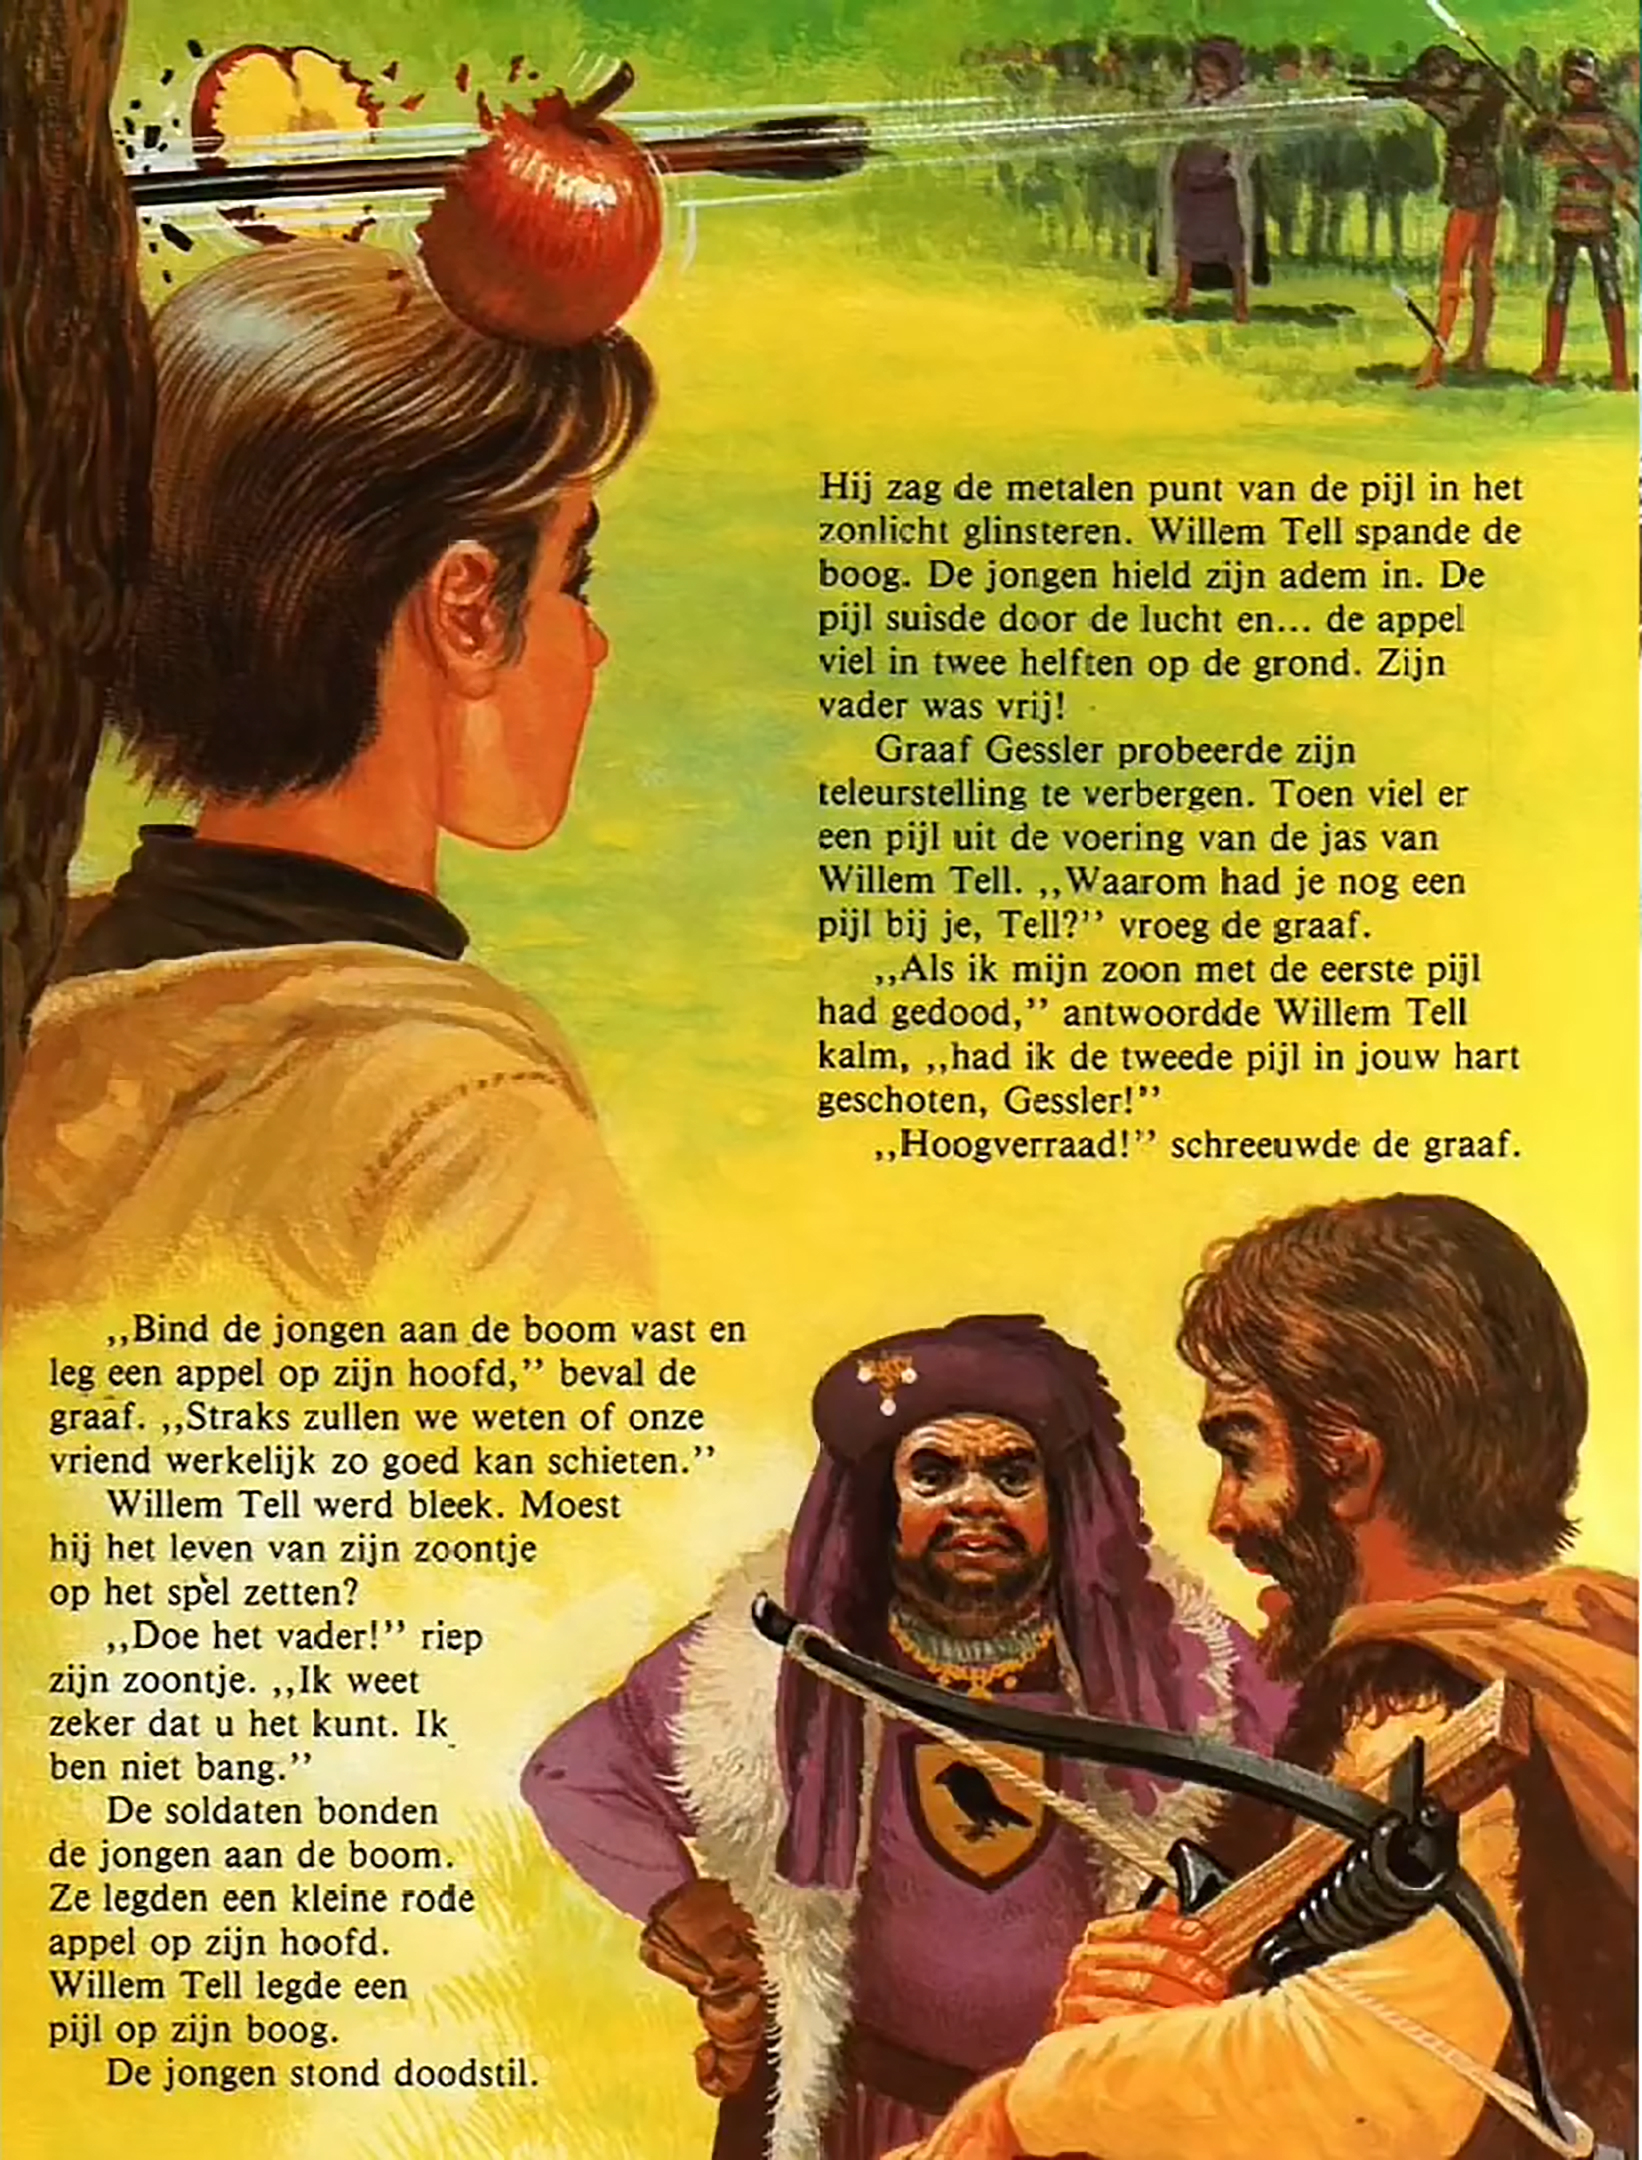 „Bind de jongen aan de boom vast en
leg een appel op zijn hoofd,” beval de
graaf. „Straks zullen we weten of onze
vriend werkelijk zo goed kan schieten.”
Willem Tell werd bleek. Moest
hij het leven van zijn zoontje
op het spel zetten?
„Doe het vader!” riep
zijn zoontje. „Ik weet
zeker dat u het kunt. Ik
ben niet bang.”
De soldaten bonden
de jongen aan de boom.
Ze legden een kleine rode
appel op zijn hoofd.
Willem Tell legde een
pijl op zijn boog.
De jongen stond doodstil.
Hij zag de metalen punt van de pijl in het
zonlicht glinsteren. Willem Tell spande de
boog. De jongen hield zijn adem in. De
pijl suisde door de lucht en... de appel
viel in twee helften op de grond. Zijn
vader was vrij!
Graaf Gessler probeerde zijn
teleurstelling te verbergen. Toen viel er
een pijl uit de voering van de jas van
Willem Tell. „Waarom had je nog een
pijl bij je, Tell?” vroeg de graaf.
„Als ik mijn zoon met de eerste pijl
had gedood,” antwoordde Willem Tell
kalm, „had ik de tweede pijl in jouw hart
geschoten, Gessler!”
„Hoogverraad!” schreeuwde de graaf.